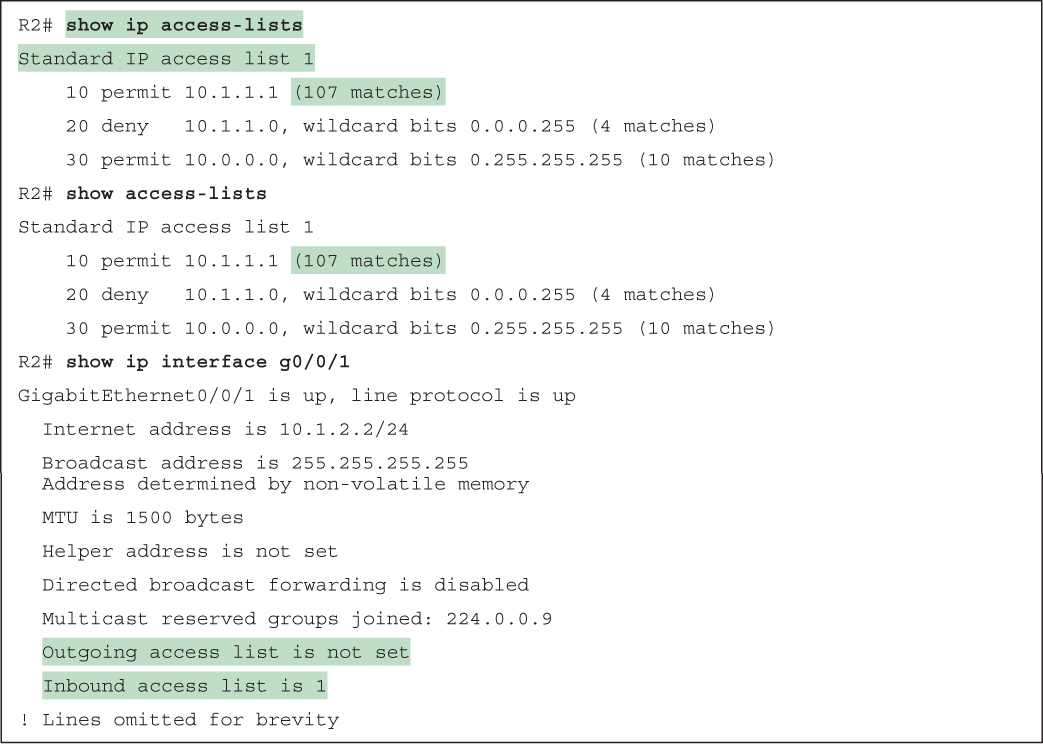 R2# show ip access-lists
Standard IP access list 1
    10 permit 10.1.1.1 (107 matches)
    20 deny   10.1.1.0, wildcard bits 0.0.0.255 (4 matches)
    30 permit 10.0.0.0, wildcard bits 0.255.255.255 (10 matches)
R2# show access-lists
Standard IP access list 1
    10 permit 10.1.1.1 (107 matches)
    20 deny   10.1.1.0, wildcard bits 0.0.0.255 (4 matches)
    30 permit 10.0.0.0, wildcard bits 0.255.255.255 (10 matches)
R2# show ip interface g0/0/1
GigabitEthernet0/0/1 is up, line protocol is up
  Internet address is 10.1.2.2/24
  Broadcast address is 255.255.255.255
  Address determined by non-volatile memory
  MTU is 1500 bytes
  Helper address is not set
  Directed broadcast forwarding is disabled
  Multicast reserved groups joined: 224.0.0.9
  Outgoing access list is not set
  Inbound access list is 1
! Lines omitted for brevity